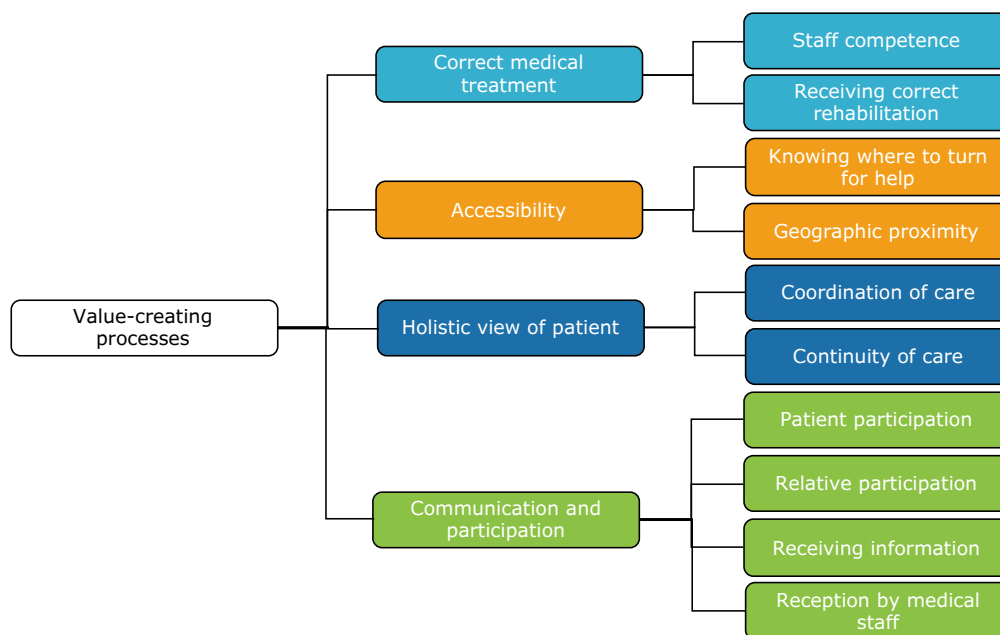 Value-creating
processes
Correct medical
treatment
Staff competence
Receiving correct
rehabilitation
Accessibility
Knowing where to turn
for help
Geographic proximity
Holistic view of patient
Coordination of care
Continuity of care
Communication and
participation
Patient participation
Relative participation
Receiving information
Reception by medical
staff